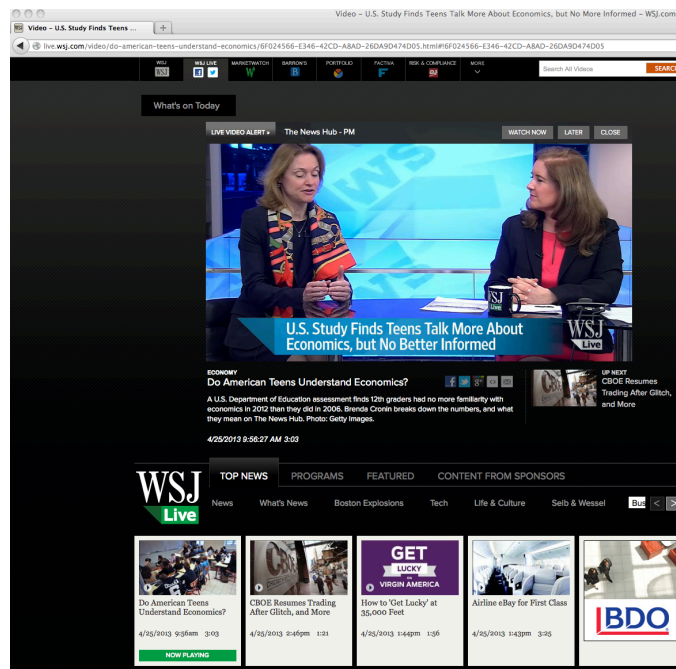 Video – U.S. Study Finds Teens Talk More About Economics, but No More Informed – WSJ.com
Video – U.S. Study Finds Teens ...
live.wsj.com/video/do-american-teens-understand-economics/6F024566-E346-42CD-A8AD-26DA9D474D05.html#!6F024566-E346-42CD-A8AD-26DA9D474D05
WSJ WSJ LIVE MARKETWATCH BARRON'S PORTFOLIO FACTIVA RISK & COMPLIANCE MORE
WSJ W B F
Search All Videos SEARCH
What's on Today
LIVE VIDEO ALERT The News Hub - PM WATCH NOW LATER CLOSE
WSJ
WSJ
Live
U.S. Study Finds Teens Talk More About
Economics, but No Better Informed
WSJ
Live
ECONOMY
Do American Teens Understand Economics?
A U.S. Department of Education assessment finds 12th graders had no more familiarity with
economics in 2012 than they did in 2006. Brenda Cronin breaks down the numbers, and what
they mean on The News Hub. Photo: Getty Images.
4/25/2013 9:56:27 AM 3:03
UP NEXT
CBOE Resumes
Trading After Glitch,
and More
WSJ
Live
TOP NEWS PROGRAMS FEATURED CONTENT FROM SPONSORS
News What's News Boston Explosions Tech Life & Culture Seib & Wessel Bus
Do American Teens
Understand Economics?
4/25/2013 9:56am 3:03
NOW PLAYING
CBOE Resumes Trading
After Glitch, and More
4/25/2013 2:46pm 1:21
GET
LUCKY
ON
VIRGIN AMERICA
How to 'Get Lucky' at
35,000 Feet
4/25/2013 1:44pm 1:56
Airline eBay for First Class
4/25/2013 1:43pm 3:25
BDO